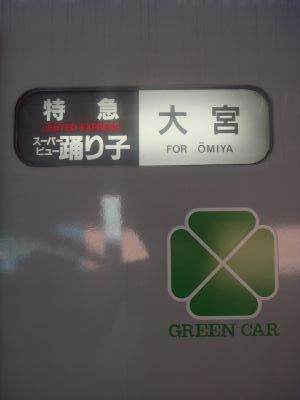 特急
LIMITED EXPRESS
スーパー
ビュー踊り子
大宮
FOR ŌMIYA
GREEN CAR